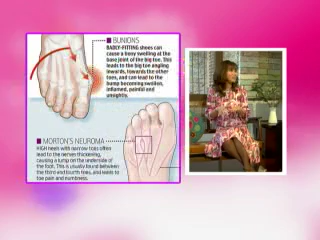 BUNIONS
BADLY-FITTING shoes can
cause a bony swelling at the
base joint of the big toe. This
leads to the big toe angling
inwards, towards the other
toes, and can lead to the
bump becoming swollen,
inflamed, painful and
unsightly.
MORTON'S NEUROMA
HIGH heels with narrow toes often
lead to the nerves thickening,
causing a lump on the underside of
the foot. This is usually found between
the third and fourth toes, and leads to
toe pain and numbness.